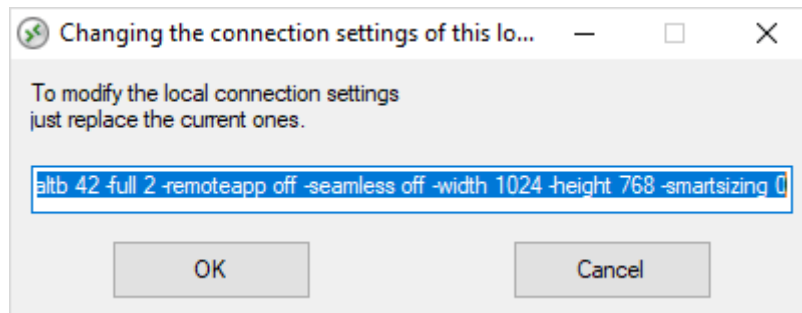 Changing the connection settings of this lo...
To modify the local connection settings
just replace the current ones.
altb 42 -full 2 -remoteapp off -seamless off -width 1024 -height 768 -smartsizing 0
OK
Cancel